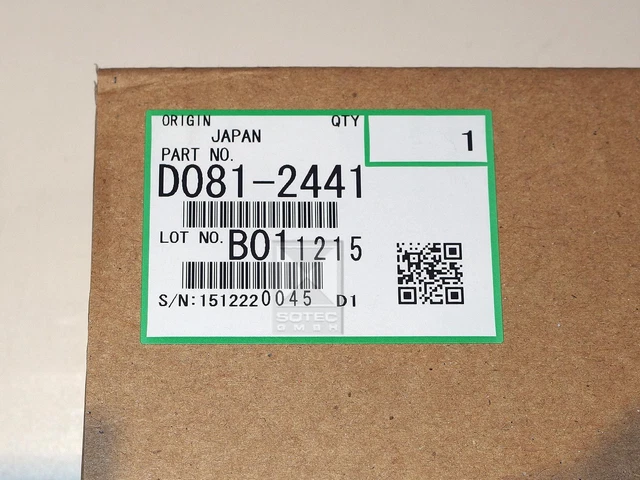 ORIGIN QTY
JAPAN 1
PART NO.
D081-2441
LOT NO. B011215
S/N:1512220045 D1
SOTEC
GMBH